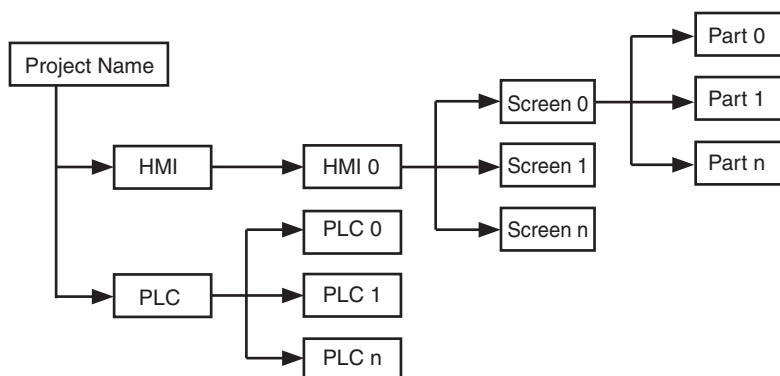 Project Name
HMI
HMI 0
Screen 0
Part 0
Part 1
Part n
Screen 1
Screen n
PLC
PLC 0
PLC 1
PLC n